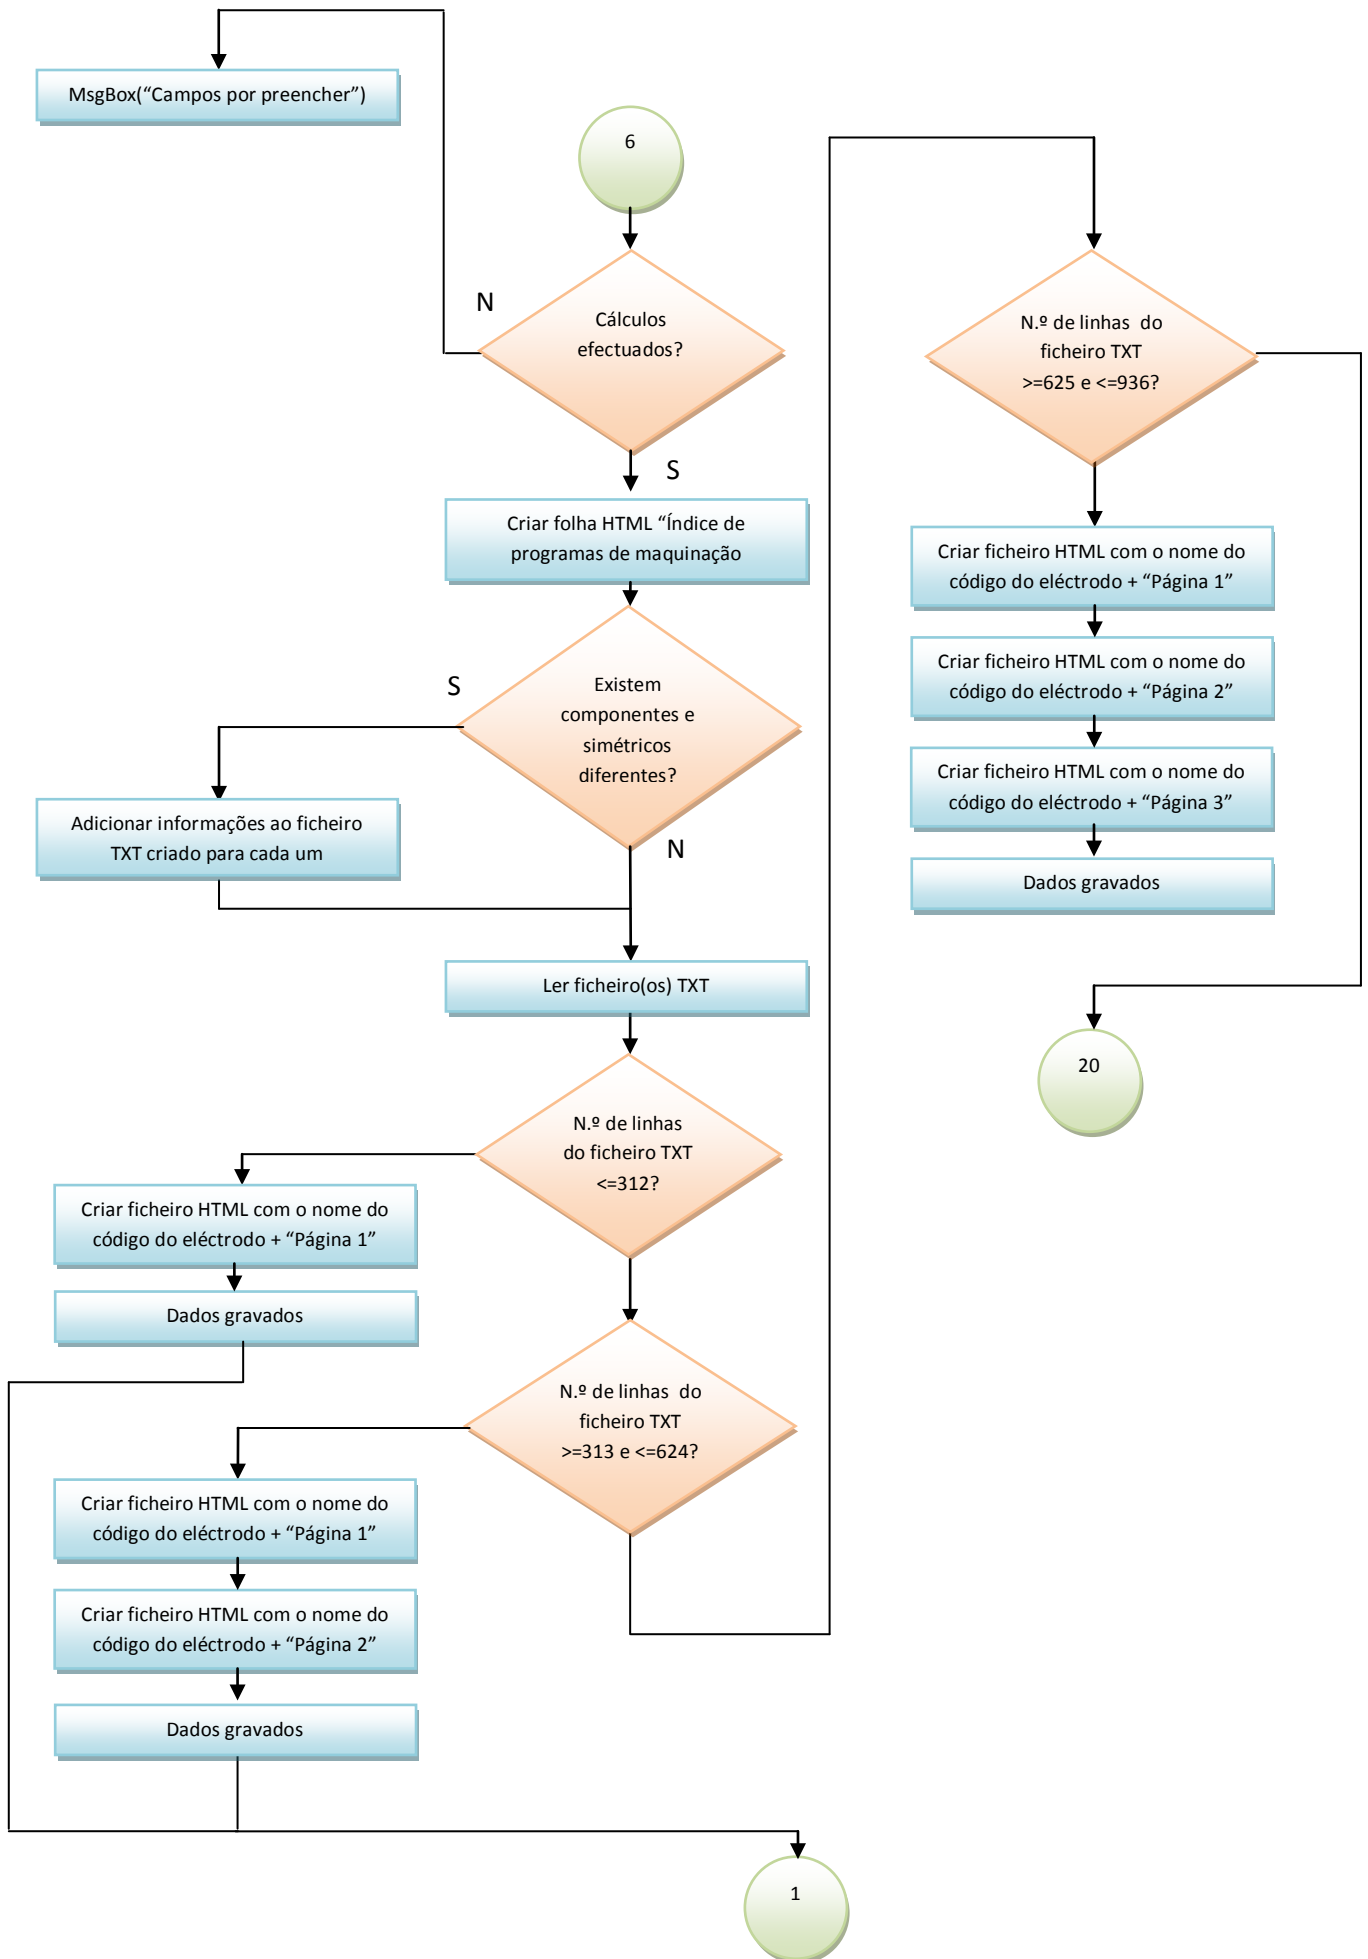 MsgBox(“Campos por preencher”)
6
N
Cálculos
efectuados?
S
Criar folha HTML “Índice de
programas de maquinação
S
Existem
componentes e
simétricos
diferentes?
N
Adicionar informações ao ficheiro
TXT criado para cada um
Ler ficheiro(os) TXT
N.º de linhas
do ficheiro TXT
<=312?
Criar ficheiro HTML com o nome do
código do eléctrodo + “Página 1”
Dados gravados
N.º de linhas  do
ficheiro TXT
>=313 e <=624?
Criar ficheiro HTML com o nome do
código do eléctrodo + “Página 1”
Criar ficheiro HTML com o nome do
código do eléctrodo + “Página 2”
Dados gravados
1
N.º de linhas  do
ficheiro TXT
>=625 e <=936?
Criar ficheiro HTML com o nome do
código do eléctrodo + “Página 1”
Criar ficheiro HTML com o nome do
código do eléctrodo + “Página 2”
Criar ficheiro HTML com o nome do
código do eléctrodo + “Página 3”
Dados gravados
20